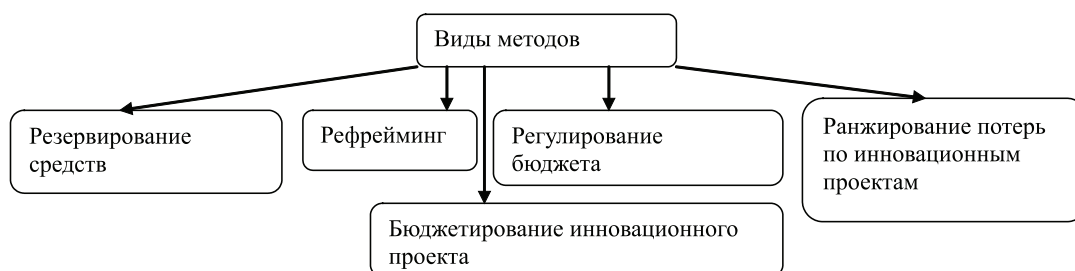 Виды методов
Резервирование
средств
Рефрейминг
Регулирование
бюджета
Ранжирование потерь
по инновационным
проектам
Бюджетирование инновационного
проекта